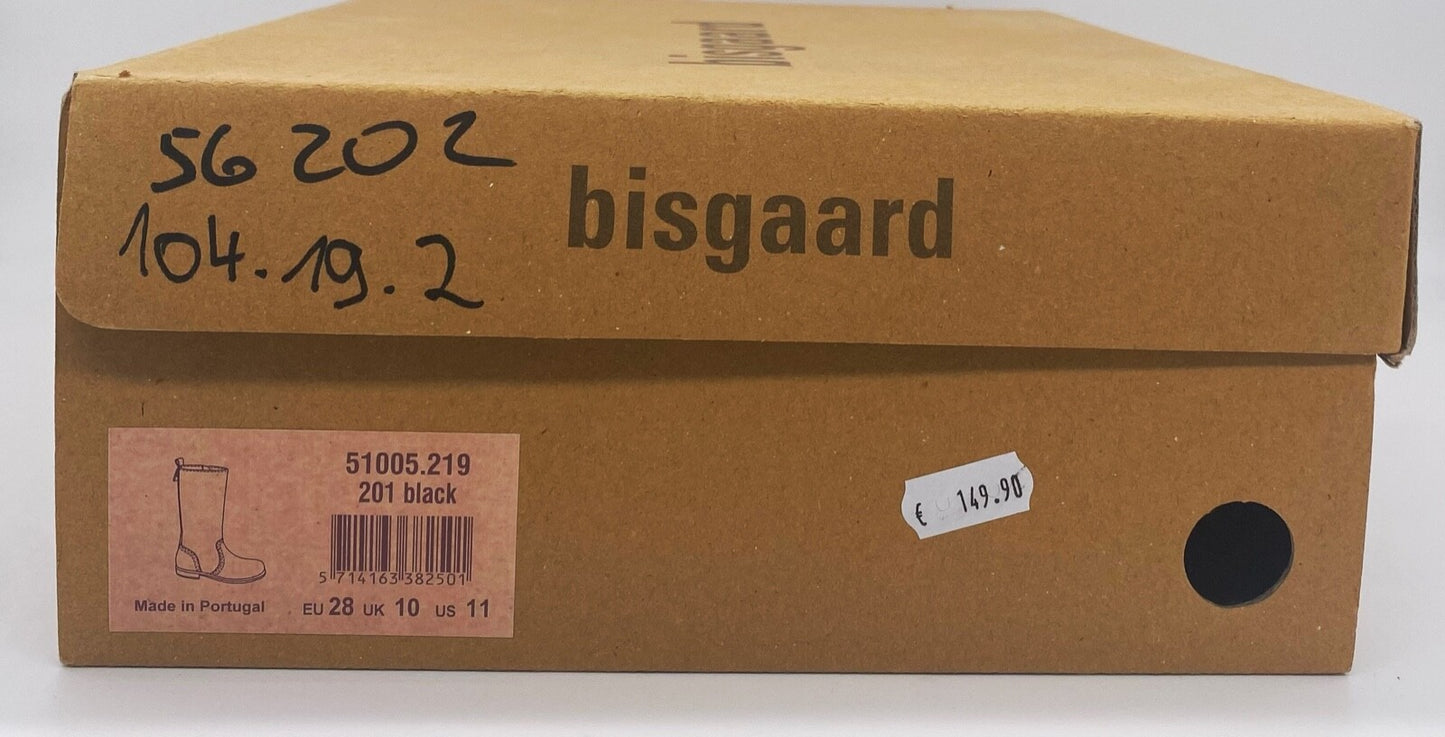 bisgaard
56 202
104.19.2
bisgaard
51005.219
201 black
5 714163 382501
Made in Portugal
EU 28 UK 10 US 11
€ 149.90